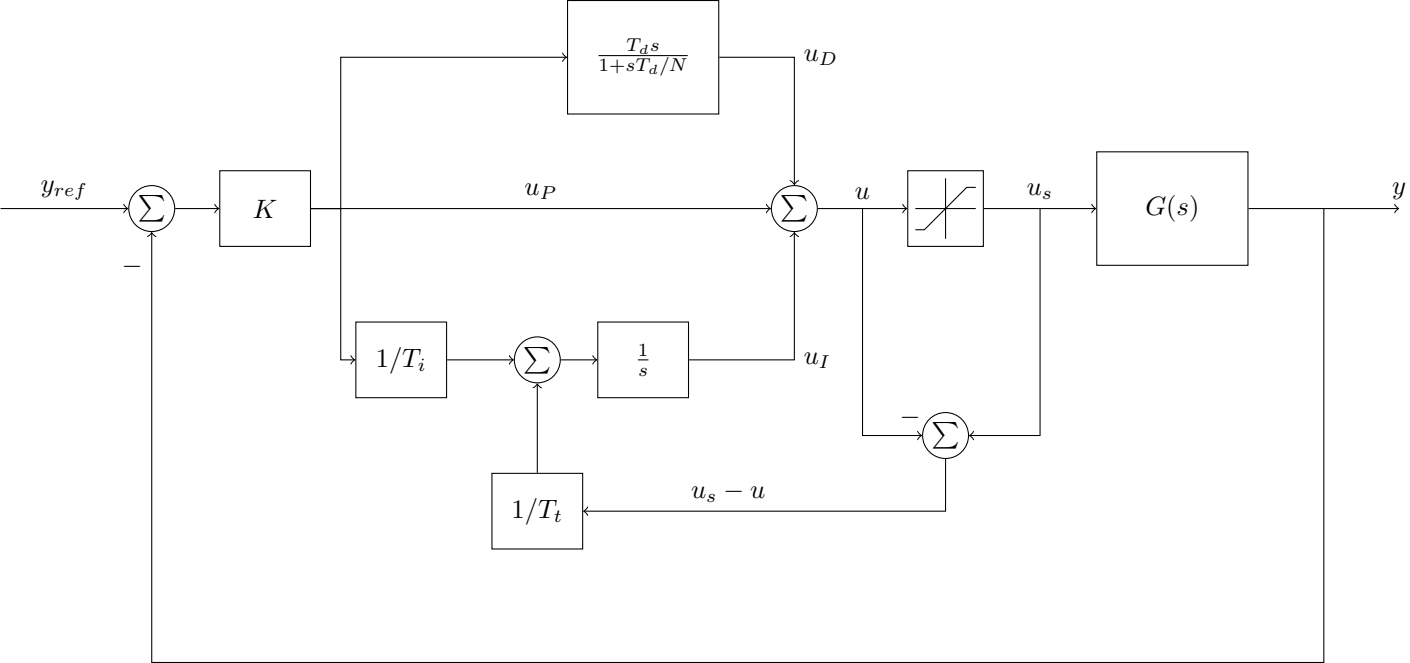 T_d s
1+sT_d/N
u_D
y_ref
∑
K
u_P
∑
u
u_s
G(s)
y
−
1/T_i
∑
1
s
u_I
−
∑
1/T_t
u_s − u